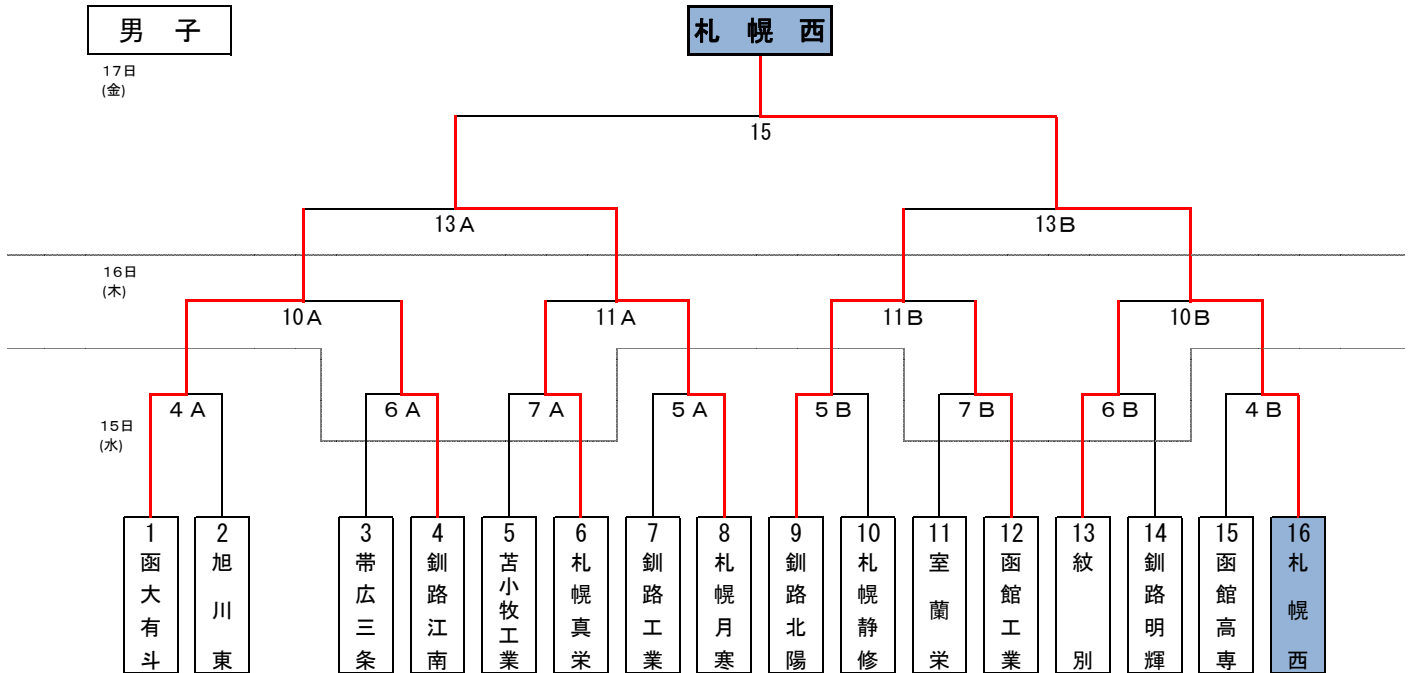 男 子
札 幌 西
17日
(金)
15
13A
13B
16日
(木)
10A
11A
11B
10B
15日
(水)
4A
6A
7A
5A
5B
7B
6B
4B
1
函大有斗
2
旭川東
3
帯広三条
4
釧路江南
5
苫小牧工業
6
札幌真栄
7
釧路工業
8
札幌月寒
9
釧路北陽
10
札幌静修
11
室蘭栄
12
函館工業
13
紋別
14
釧路明輝
15
函館高専
16
札幌西